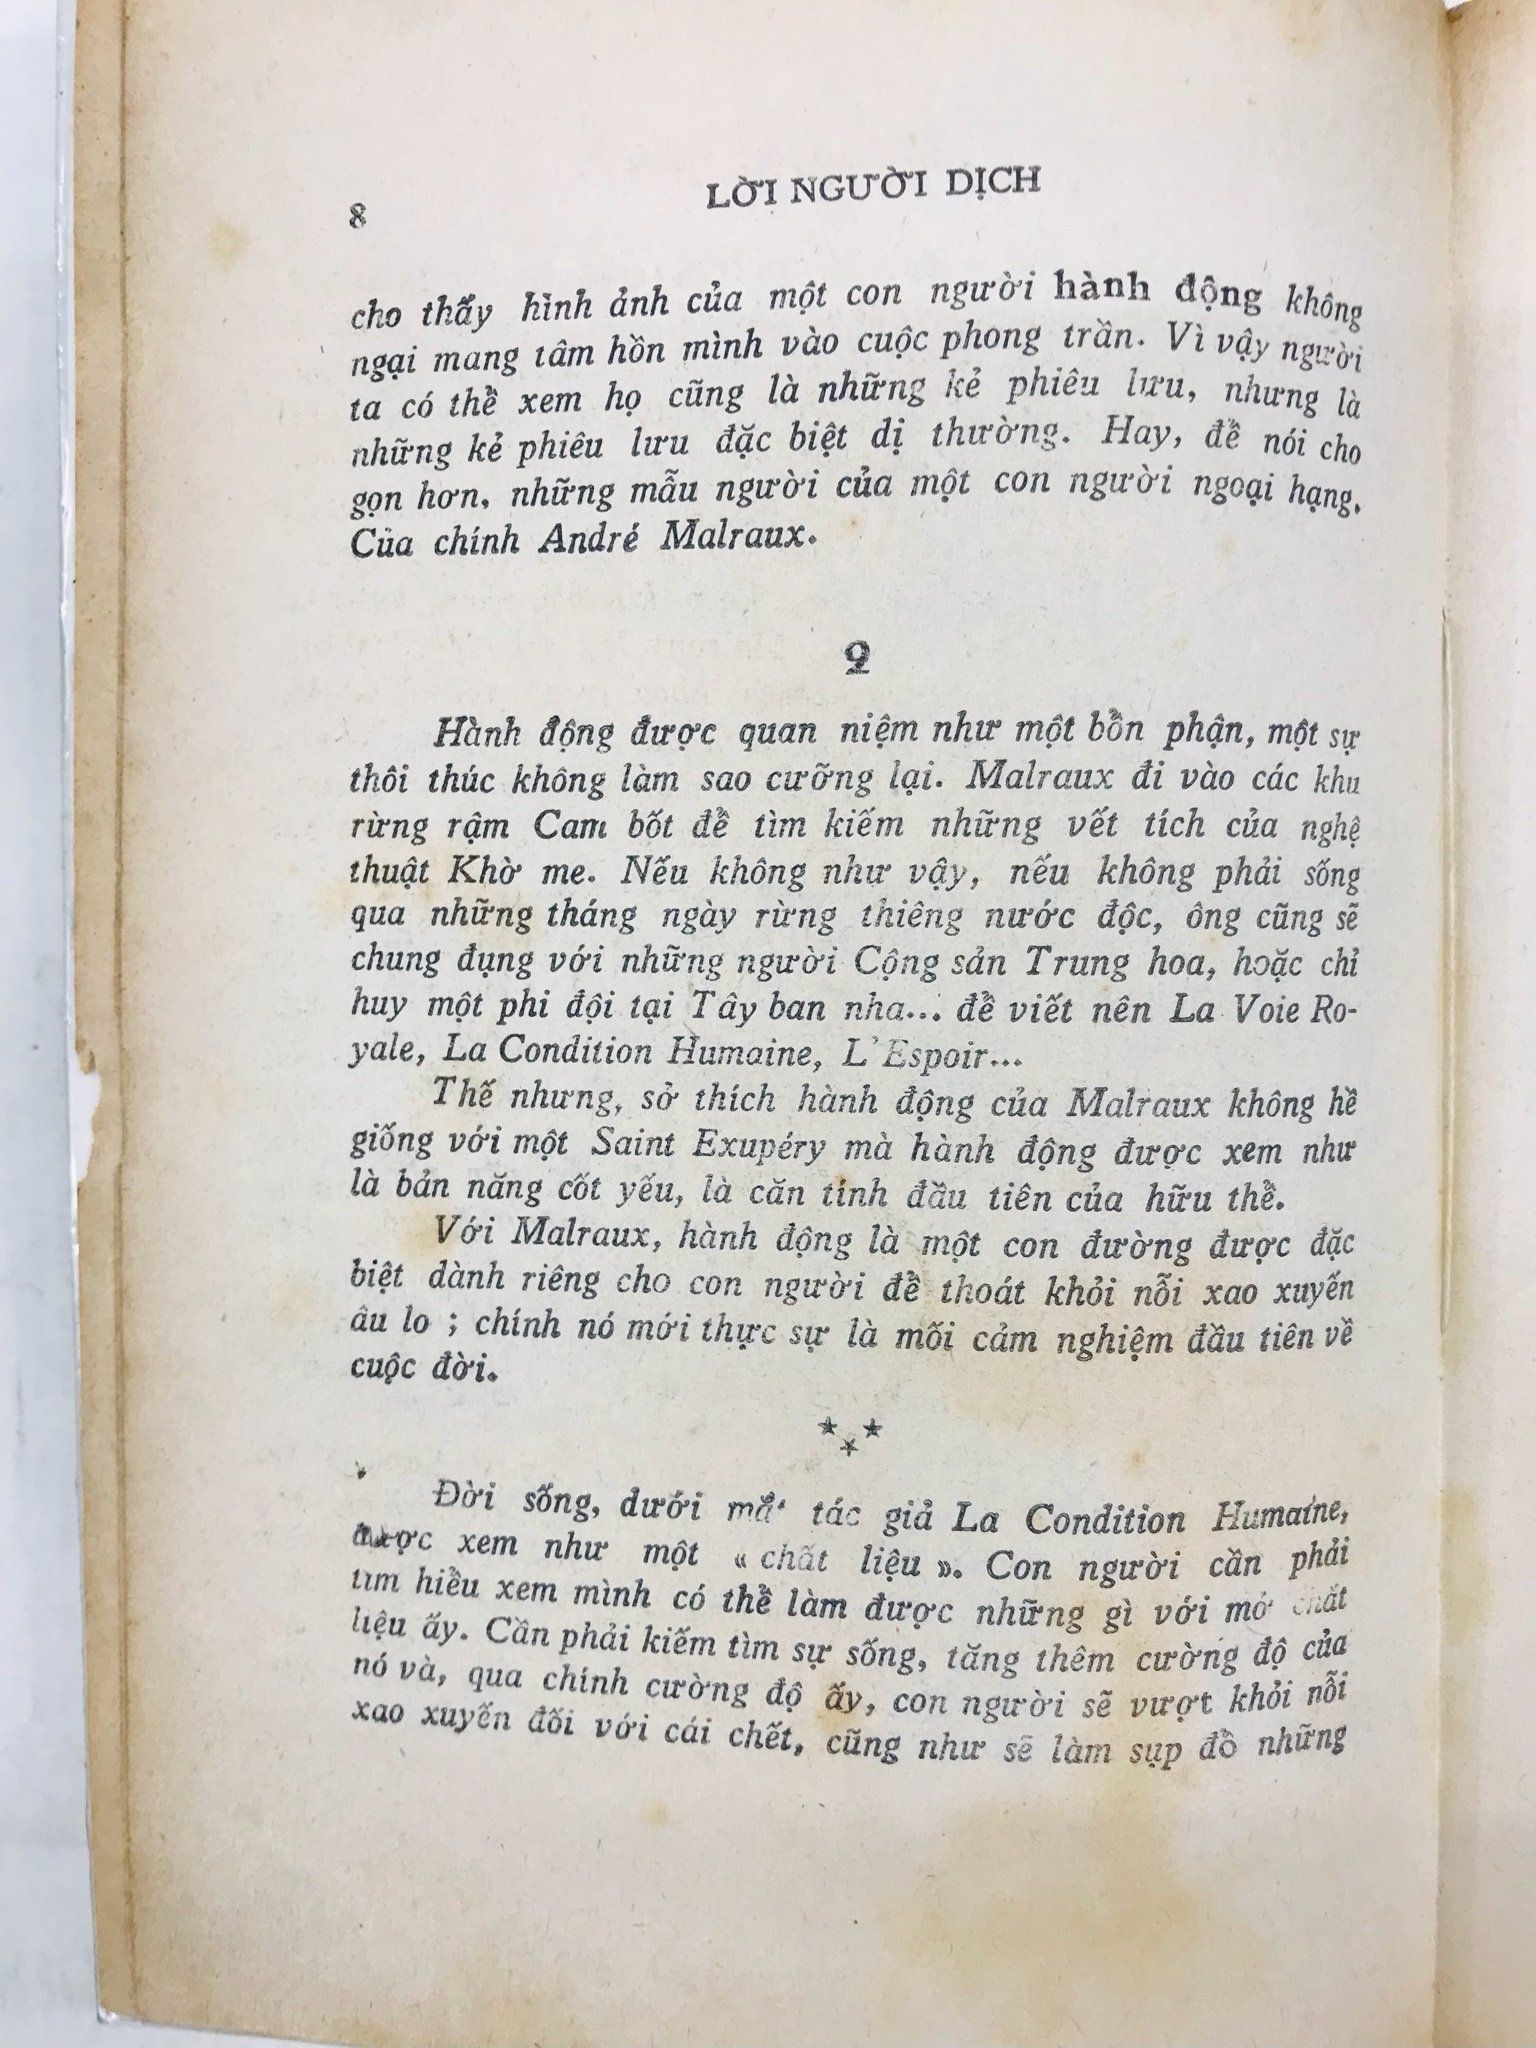 8
LỜI NGƯỜI DỊCH
cho thấy hình ảnh của một con người hành động không
ngại mang tâm hồn mình vào cuộc phong trần. Vì vậy người
ta có thể xem họ cũng là những kẻ phiêu lưu, nhưng là
những kẻ phiêu lưu đặc biệt dị thường. Hay, để nói cho
gọn hơn, những mẫu người của một con người ngoại hạng.
Của chính André Malraux.
2
Hành động được quan niệm như một bổn phận, một sự
thôi thúc không làm sao cưỡng lại. Malraux đi vào các khu
rừng rậm Cam bốt để tìm kiếm những vết tích của nghệ
thuật Khờ me. Nếu không như vậy, nếu không phải sống
qua những tháng ngày rừng thiêng nước độc, ông cũng sẽ
chung đụng với những người Cộng sản Trung hoa, hoặc chỉ
huy một phi đội tại Tây ban nha... để viết nên La Voie Ro-
yale, La Condition Humaine, L'Espoir...
Thế nhưng, sở thích hành động của Malraux không hề
giống với một Saint Exupéry mà hành động được xem như
là bản năng cốt yếu, là căn tính đầu tiên của hữu thể.
Với Malraux, hành động là một con đường được đặc
biệt dành riêng cho con người để thoát khỏi nỗi xao xuyến
âu lo ; chính nó mới thực sự là mối cảm nghiệm đầu tiên về
cuộc đời.
* * *
Đời sống, dưới mắt tác giả La Condition Humaine,
được xem như một « chất liệu ». Con người cần phải
tìm hiểu xem mình có thể làm được những gì với mớ chất
liệu ấy. Cần phải kiếm tìm sự sống, tăng thêm cường độ của
nó và, qua chính cường độ ấy, con người sẽ vượt khỏi nỗi
xao xuyến đối với cái chết, cũng như sẽ làm sụp đổ những